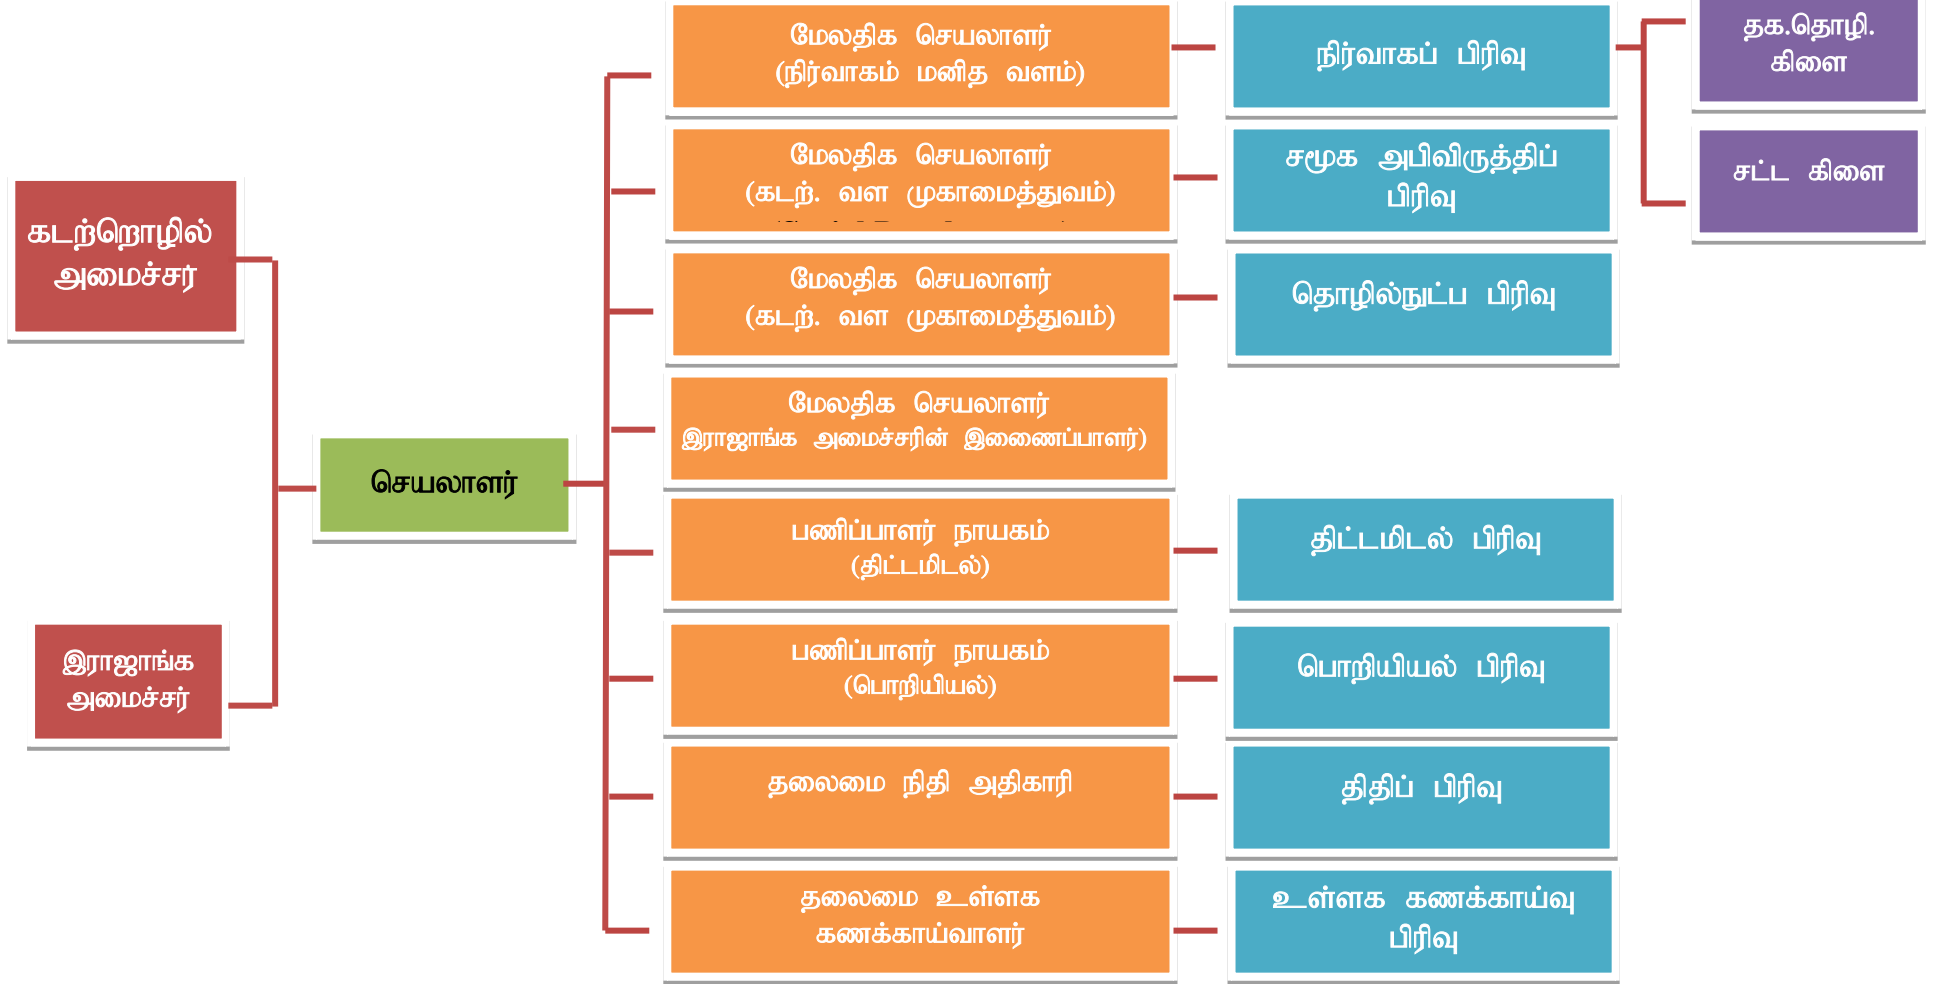 கடற்றொழில்
அமைச்சர்
இராஜாங்க
அமைச்சர்
செயலாளர்
மேலதிக செயலாளர்
(நிர்வாகம் மனித வளம்)
நிர்வாகப் பிரிவு
தக.தொழி.
கிளை
சட்ட கிளை
மேலதிக செயலாளர்
(கடற். வள முகாமைத்துவம்)
சமூக அபிவிருத்திப்
பிரிவு
மேலதிக செயலாளர்
(கடற். வள முகாமைத்துவம்)
தொழில்நுட்ப பிரிவு
மேலதிக செயலாளர்
இராஜாங்க அமைச்சரின் இணைப்பாளர்)
பணிப்பாளர் நாயகம்
(திட்டமிடல்)
திட்டமிடல் பிரிவு
பணிப்பாளர் நாயகம்
(பொறியியல்)
பொறியியல் பிரிவு
தலைமை நிதி அதிகாரி
திதிப் பிரிவு
தலைமை உள்ளக
கணக்காய்வாளர்
உள்ளக கணக்காய்வு
பிரிவு